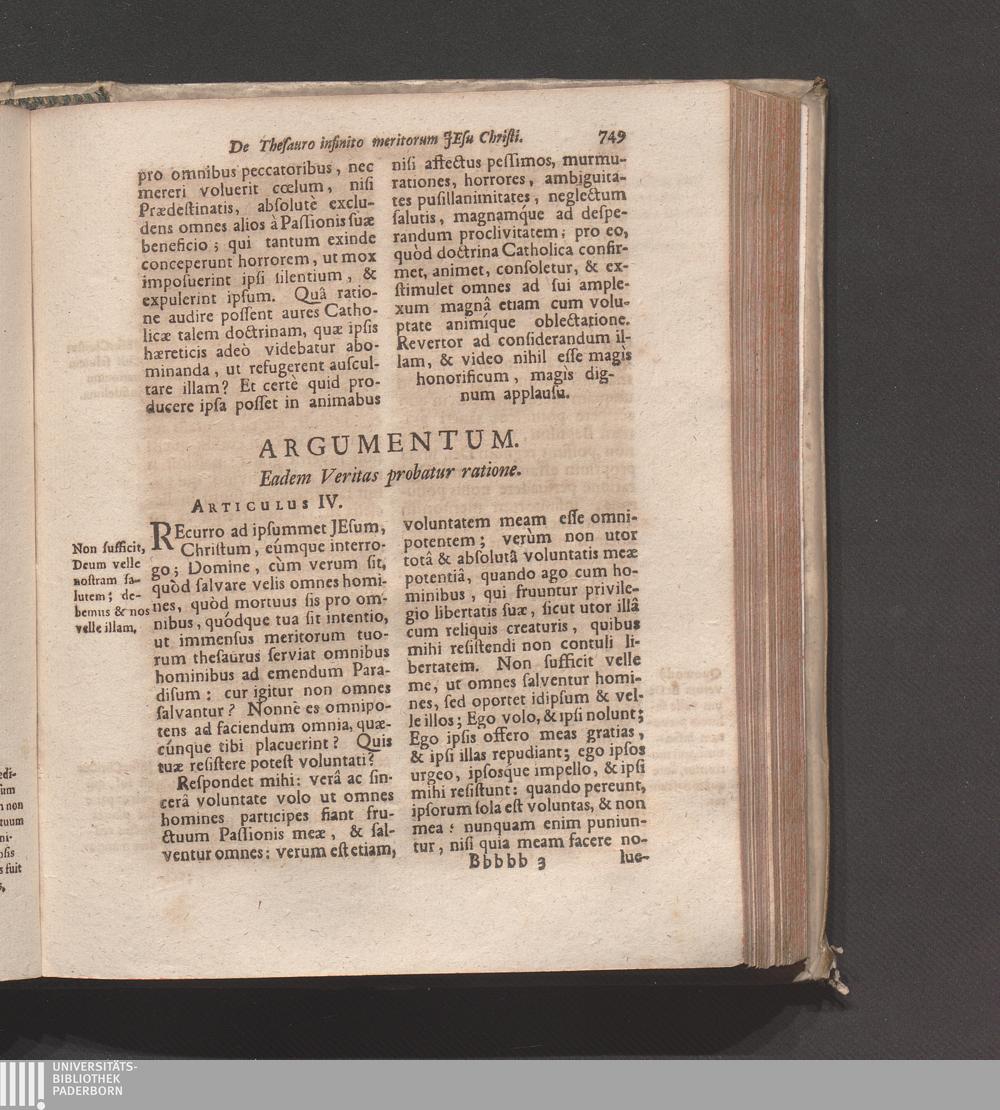 De Thesauro infinito meritorum JEsu Christi. 749
pro omnibus peccatoribus, nec
mereri voluerit cœlum, nisi
Prædestinatis, absolutè exclu-
dens omnes alios à Passionis suæ
beneficio; qui tantum exinde
conceperunt horrorem, ut mox
imposuerint ipsi silentium, &
expulerint ipsum. Quâ ratio-
ne audire possent aures Catho-
licæ talem doctrinam, quæ ipsis
hæreticis adeò videbatur abo-
minanda, ut refugerent auscul-
tare illam? Et certè quid pro-
ducere ipsa posset in animabus
nisi affectus pessimos, murmu-
rationes, horrores, ambiguita-
tes pusillanimitates, neglectum
salutis, magnamq́ue ad despe-
randum proclivitatem; pro eo,
quòd doctrina Catholica confir-
met, animet, consoletur, & ex-
stimulet omnes ad sui ample-
xum magnâ etiam cum volu-
ptate animíque oblectatione.
Revertor ad considerandum il-
lam, & video nihil esse magìs
honorificum, magìs dig-
num applausu.
ARGUMENTUM.
Eadem Veritas probatur ratione.
ARTICULUS IV.
Non sufficit,
Deum velle
nostram sa-
lutem; de-
bemus & nos
velle illam.
REcurro ad ipsummet JEsum,
Christum, eúmque interro-
go; Domine, cùm verum sit,
quòd salvare velis omnes homi-
nes, quòd mortuus sis pro om-
nibus, quódque tua sit intentio,
ut immensus meritorum tuo-
rum thesaurus serviat omnibus
hominibus ad emendum Para-
disum: cur igitur non omnes
salvantur? Nonnè es omnipo-
tens ad faciendum omnia, quæ-
cúnque tibi placuerint? Quis
tuæ resistere potest voluntati?
Respondet mihi: verâ ac sin-
cerâ voluntate volo ut omnes
homines participes fiant fru-
ctuum Passionis meæ, & sal-
ventur omnes: verum est etiam,
voluntatem meam esse omni-
potentem; verùm non utor
totâ & absolutâ voluntatis meæ
potentiâ, quando ago cum ho-
minibus, qui fruuntur privile-
gio libertatis suæ, sicut utor illâ
cum reliquis creaturis, quibus
mihi resistendi non contuli li-
bertatem. Non sufficit velle
me, ut omnes salventur homi-
nes, sed oportet idipsum & vel-
le illos; Ego volo, & ipsi nolunt;
Ego ipsis offero meas gratias,
& ipsi illas repudiant; ego ipsos
urgeo, ipsosq́ue impello, & ipsi
mihi resistunt: quando pereunt,
ipsorum sola est voluntas, & non
mea: nunquam enim puniun-
tur, nisi quia meam facere no-
Bbbbb 3 lue-
UNIVERSITÄTS-
BIBLIOTHEK
PADERBORN